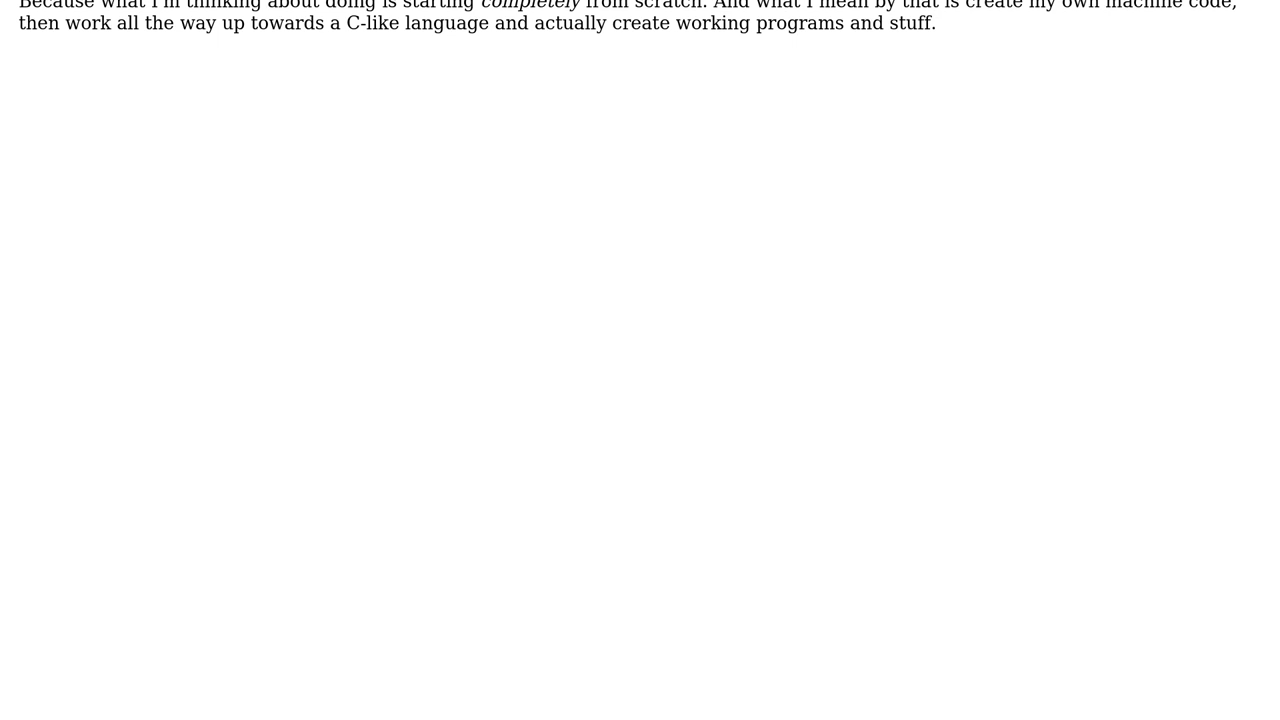 Because what I'm thinking about doing is starting completely from scratch. And what I mean by that is create my own machine code,
then work all the way up towards a C-like language and actually create working programs and stuff.